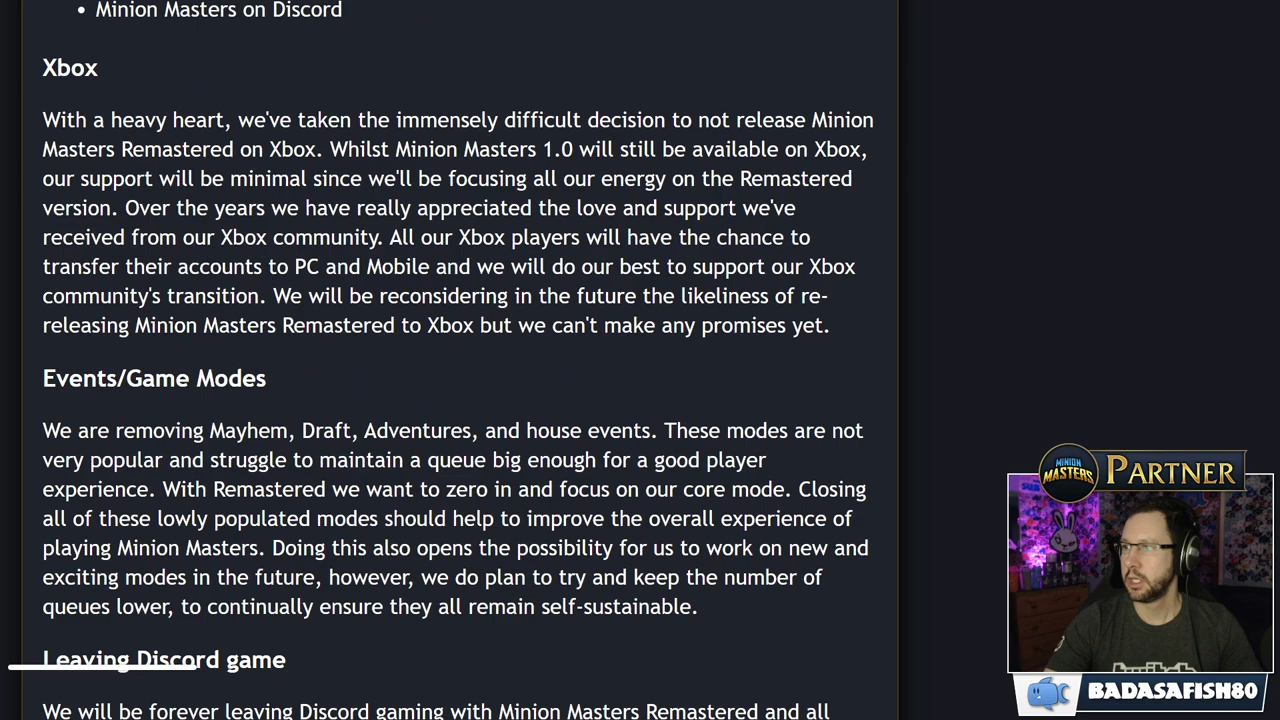 • Minion Masters on Discord
Xbox
With a heavy heart, we've taken the immensely difficult decision to not release Minion
Masters Remastered on Xbox. Whilst Minion Masters 1.0 will still be available on Xbox,
our support will be minimal since we'll be focusing all our energy on the Remastered
version. Over the years we have really appreciated the love and support we've
received from our Xbox community. All our Xbox players will have the chance to
transfer their accounts to PC and Mobile and we will do our best to support our Xbox
community's transition. We will be reconsidering in the future the likeliness of re-
releasing Minion Masters Remastered to Xbox but we can't make any promises yet.
Events/Game Modes
We are removing Mayhem, Draft, Adventures, and house events. These modes are not
very popular and struggle to maintain a queue big enough for a good player
experience. With Remastered we want to zero in and focus on our core mode. Closing
all of these lowly populated modes should help to improve the overall experience of
playing Minion Masters. Doing this also opens the possibility for us to work on new and
exciting modes in the future, however, we do plan to try and keep the number of
queues lower, to continually ensure they all remain self-sustainable.
Leaving Discord game
We will be forever leaving Discord gaming with Minion Masters Remastered and all
MINION
MASTERS
PARTNER
twitch
BADASAFISH80